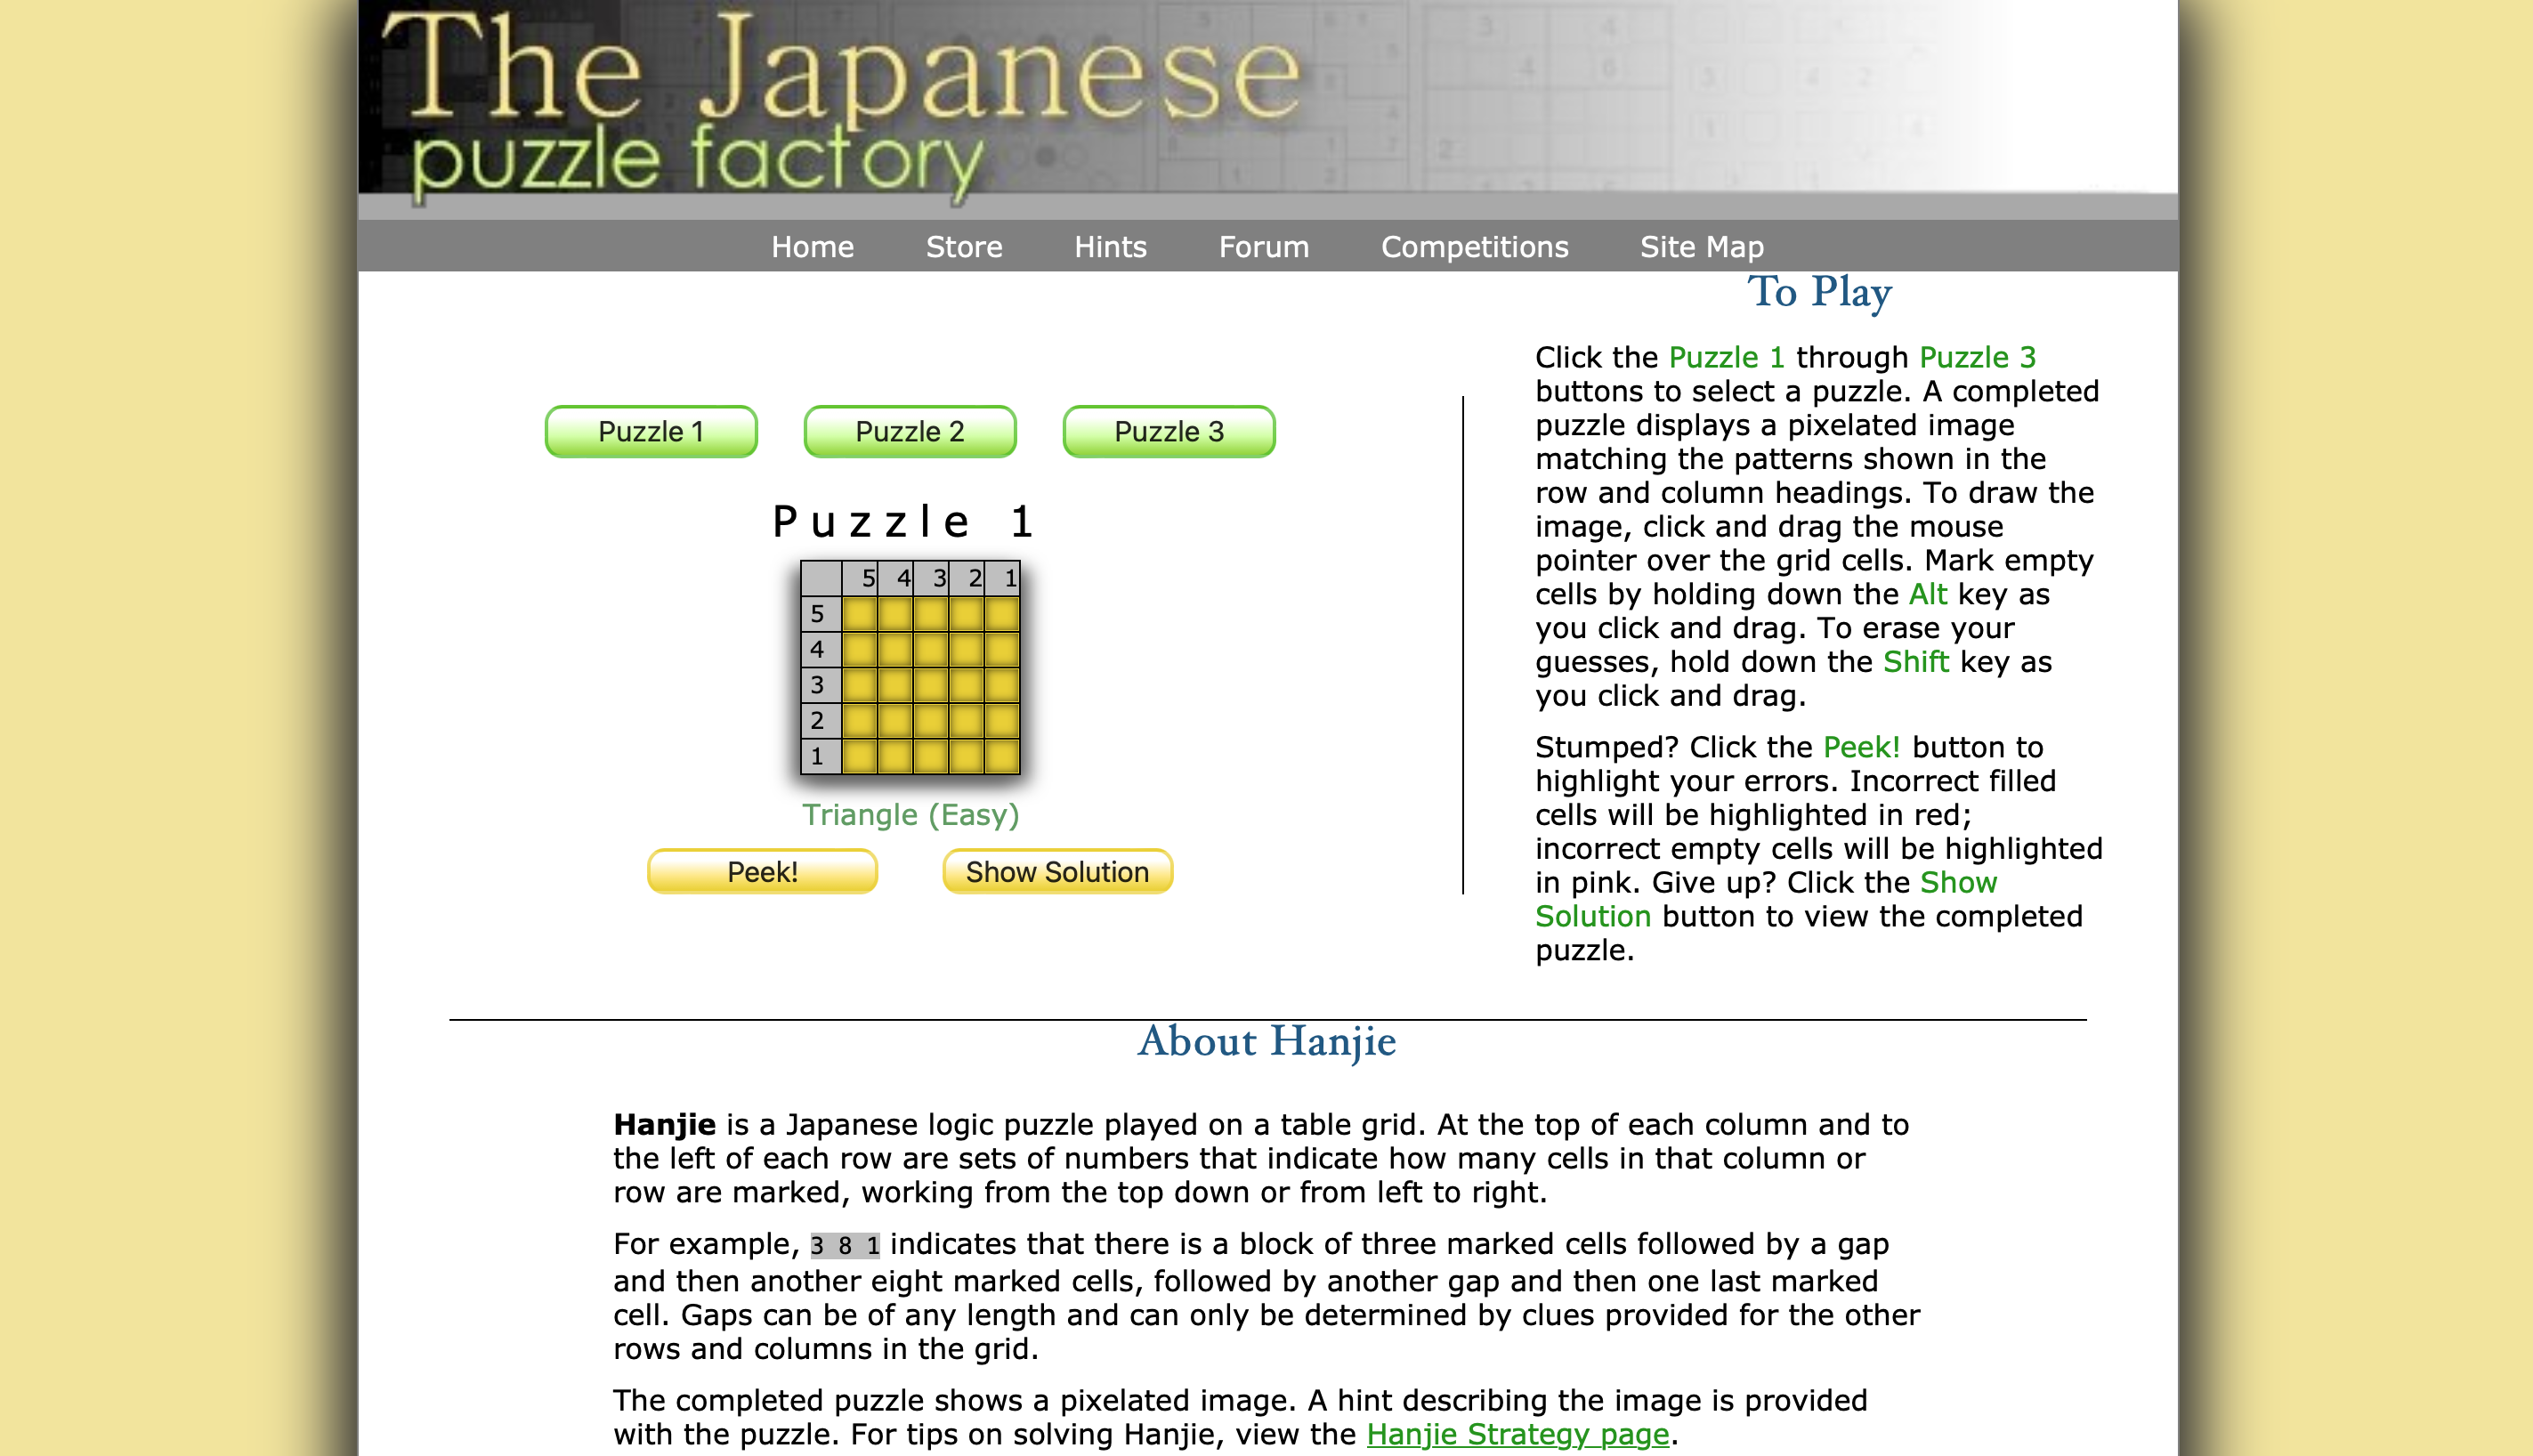 The Japanese
puzzle factory
Home Store Hints Forum Competitions Site Map
Puzzle 1 Puzzle 2 Puzzle 3
Puzzle 1
5 4 3 2 1
5
4
3
2
1
Triangle (Easy)
Peek! Show Solution
To Play
Click the Puzzle 1 through Puzzle 3
buttons to select a puzzle. A completed
puzzle displays a pixelated image
matching the patterns shown in the
row and column headings. To draw the
image, click and drag the mouse
pointer over the grid cells. Mark empty
cells by holding down the Alt key as
you click and drag. To erase your
guesses, hold down the Shift key as
you click and drag.
Stumped? Click the Peek! button to
highlight your errors. Incorrect filled
cells will be highlighted in red;
incorrect empty cells will be highlighted
in pink. Give up? Click the Show
Solution button to view the completed
puzzle.
About Hanjie
Hanjie is a Japanese logic puzzle played on a table grid. At the top of each column and to
the left of each row are sets of numbers that indicate how many cells in that column or
row are marked, working from the top down or from left to right.
For example, 3 8 1 indicates that there is a block of three marked cells followed by a gap
and then another eight marked cells, followed by another gap and then one last marked
cell. Gaps can be of any length and can only be determined by clues provided for the other
rows and columns in the grid.
The completed puzzle shows a pixelated image. A hint describing the image is provided
with the puzzle. For tips on solving Hanjie, view the Hanjie Strategy page.